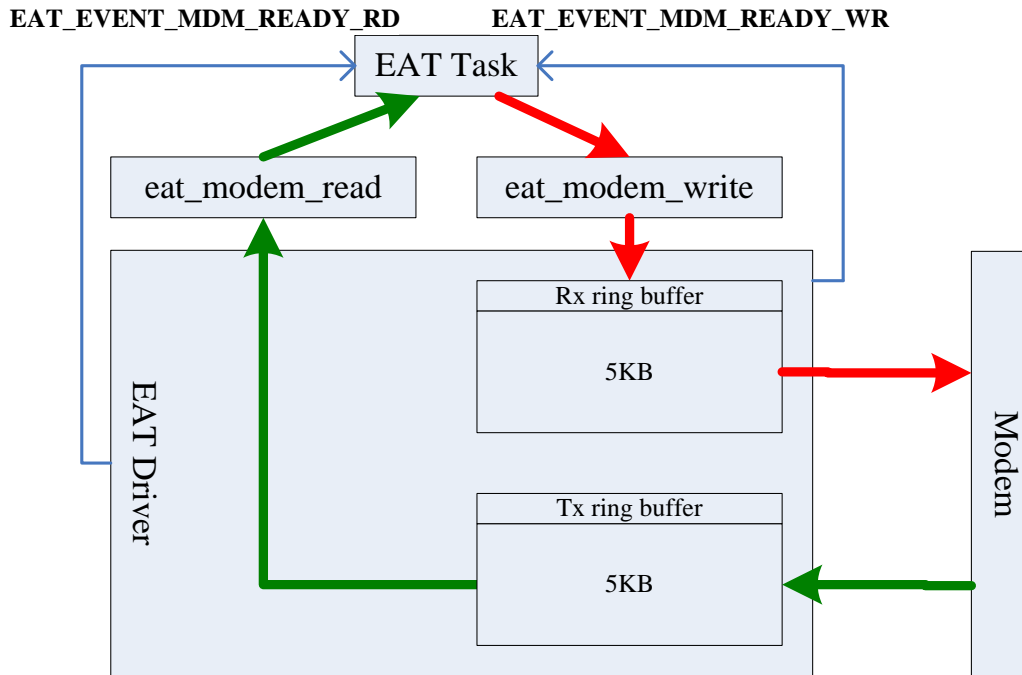 EAT_EVENT_MDM_READY_RD
EAT_EVENT_MDM_READY_WR
EAT Task
eat_modem_read
eat_modem_write
Rx ring buffer
5KB
EAT Driver
Modem
Tx ring buffer
5KB